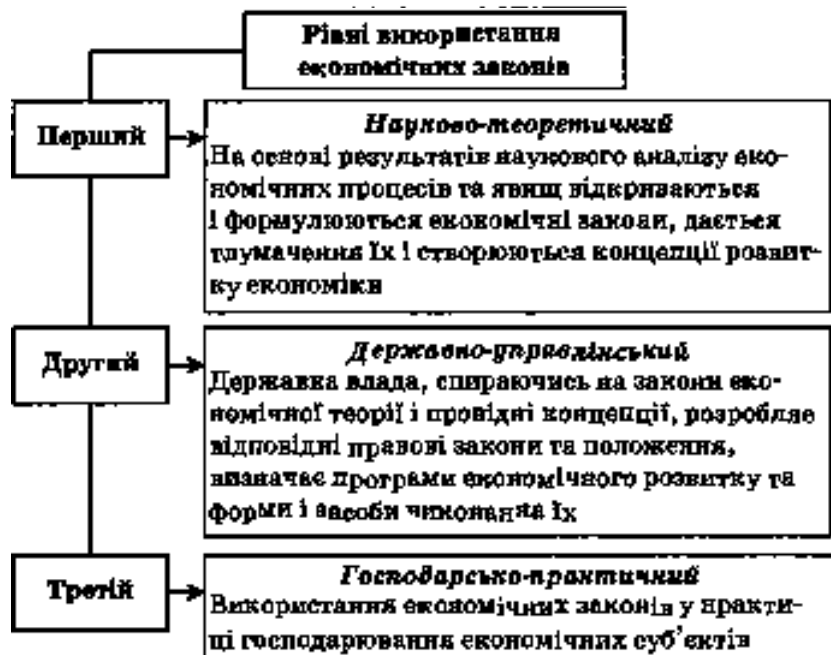 Рівні використання
економічних законів
Перший
Науково-теоретичний
На основі результатів наукового аналізу еко-
номічних процесів та явищ відкриваються
і формулюються економічні закони, дається
тлумачення їх і створюються концепції розвит-
ку економіки
Другий
Державно-управлінський
Державна влада, спираючись на закони еко-
номічної теорії і провідні концепції, розробляє
відповідні правові закони та положення,
визначає програми економічного розвитку та
форми і засоби чиконання їх
Третій
Господарсько-практичний
Використання економічних законів у практи-
ці господарювання економічних суб’єктів